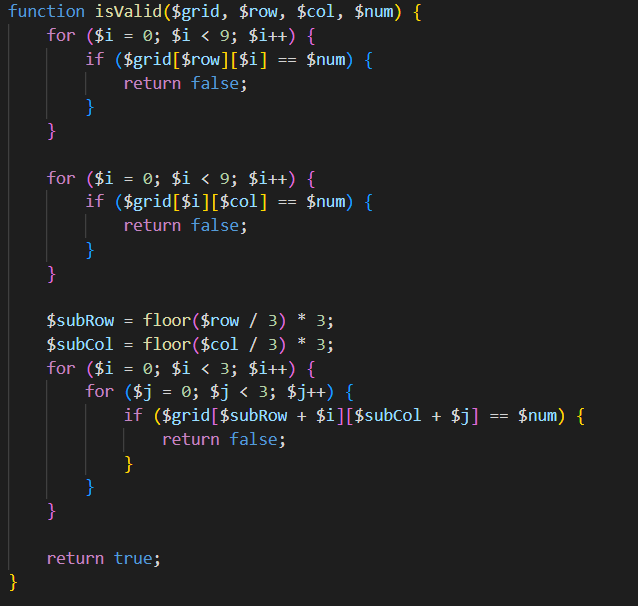 function isValid($grid, $row, $col, $num) {
    for ($i = 0; $i < 9; $i++) {
        if ($grid[$row][$i] == $num) {
            return false;
        }
    }

    for ($i = 0; $i < 9; $i++) {
        if ($grid[$i][$col] == $num) {
            return false;
        }
    }

    $subRow = floor($row / 3) * 3;
    $subCol = floor($col / 3) * 3;
    for ($i = 0; $i < 3; $i++) {
        for ($j = 0; $j < 3; $j++) {
            if ($grid[$subRow + $i][$subCol + $j] == $num) {
                return false;
            }
        }
    }

    return true;
}